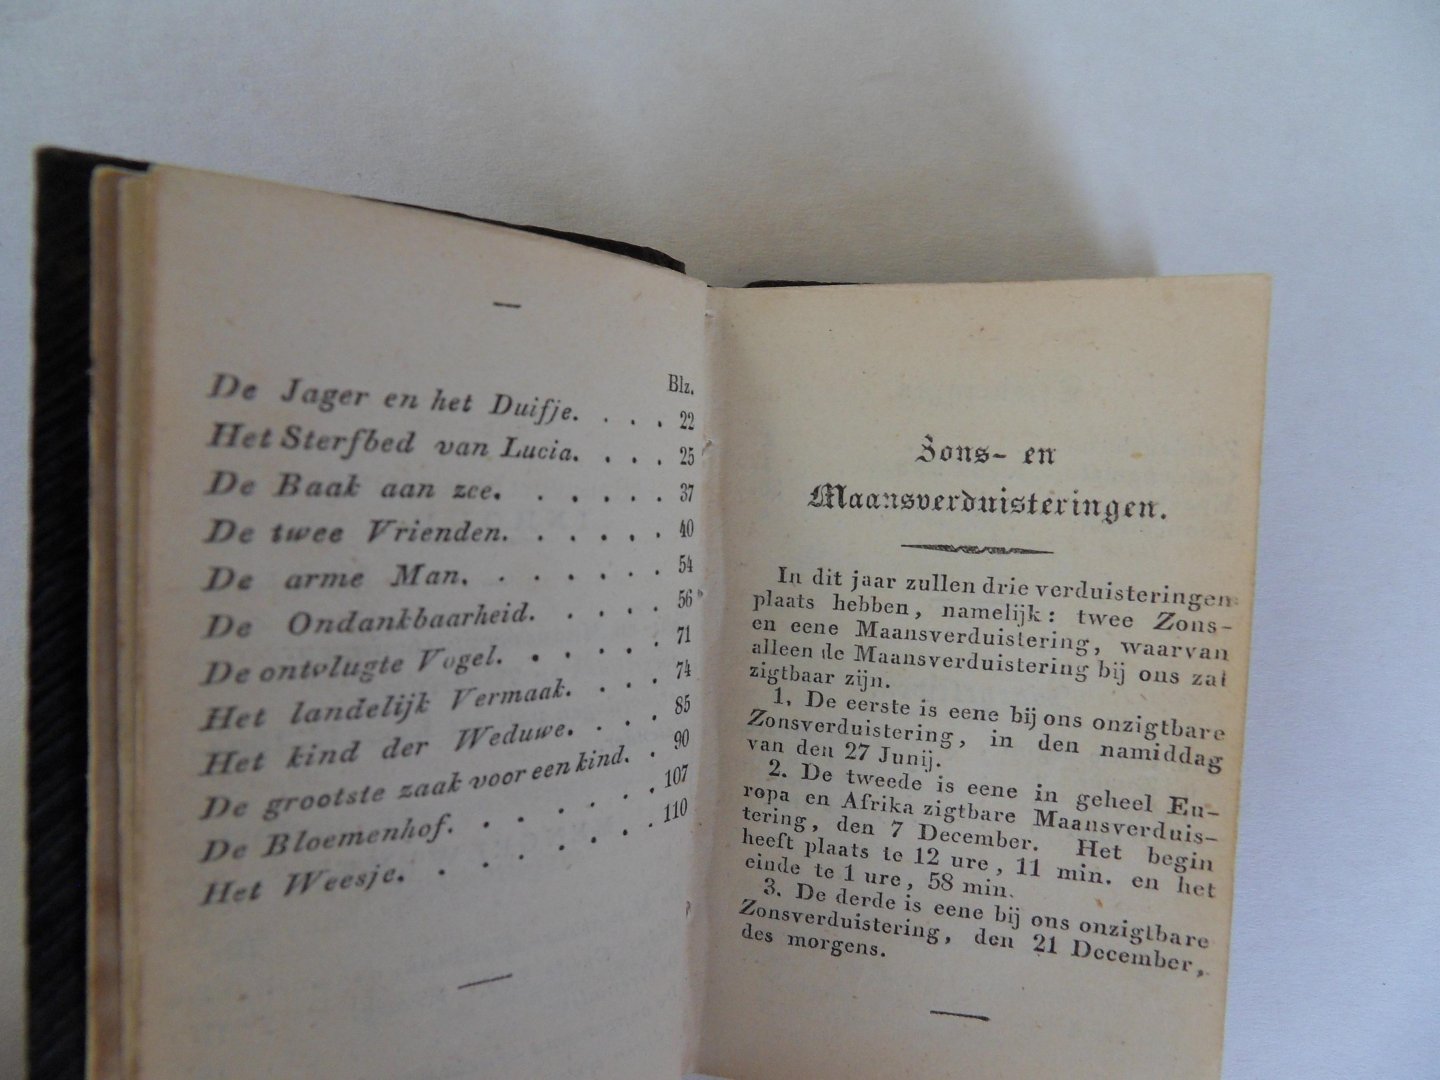 Blz.
De Jager en het Duifje. . . . 22
Het Sterfbed van Lucia. . . . 25
De Baak aan zee. . . . . . 37
De twee Vrienden. . . . . . 40
De arme Man. . . . . . . 54
De Ondankbaarheid. . . . . 56
De ontvlugte Vogel. . . . . . 71
Het landelijk Vermaak. . . . 74
Het kind der Weduwe. . . . 85
De grootste zaak voor een kind. . 90
De Bloemenhof. . . . . . . 107
Het Weesje. . . . . . . . 110
Zons- en
Maansverduisteringen.
In dit jaar zullen drie verduisteringen
plaats hebben, namelijk: twee Zons-
en eene Maansverduistering, waarvan
alleen de Maansverduistering bij ons zal
zigtbaar zijn.
1. De eerste is eene bij ons onzigtbare
Zonsverduistering, in den namiddag
van den 27 Junij.
2. De tweede is eene in geheel Eu-
ropa en Afrika zigtbare Maansverduis-
tering, den 7 December. Het begin
heeft plaats te 12 ure, 11 min. en het
einde te 1 ure, 58 min.
3. De derde is eene bij ons onzigtbare
Zonsverduistering, den 21 December,
des morgens.